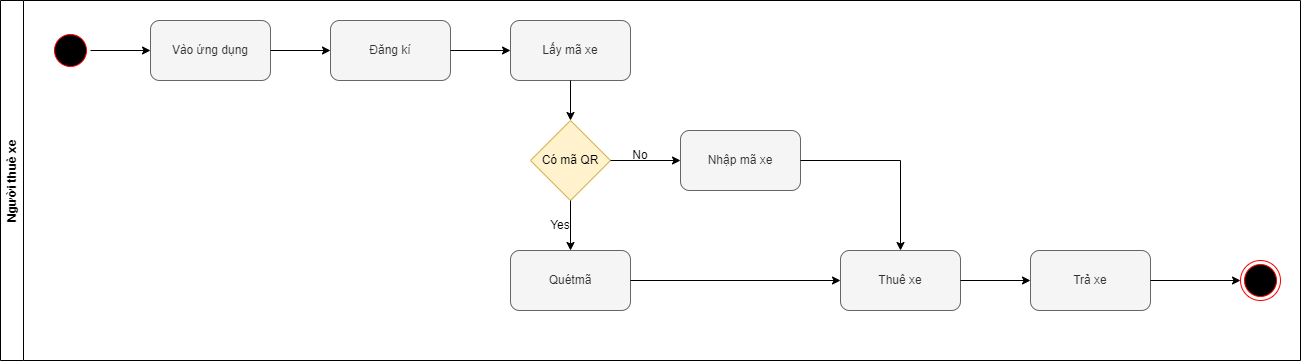 Người thuê xe
Vào ứng dụng
Đăng kí
Lấy mã xe
Có mã QR
No
Nhập mã xe
Yes
Quétmã
Thuê xe
Trả xe